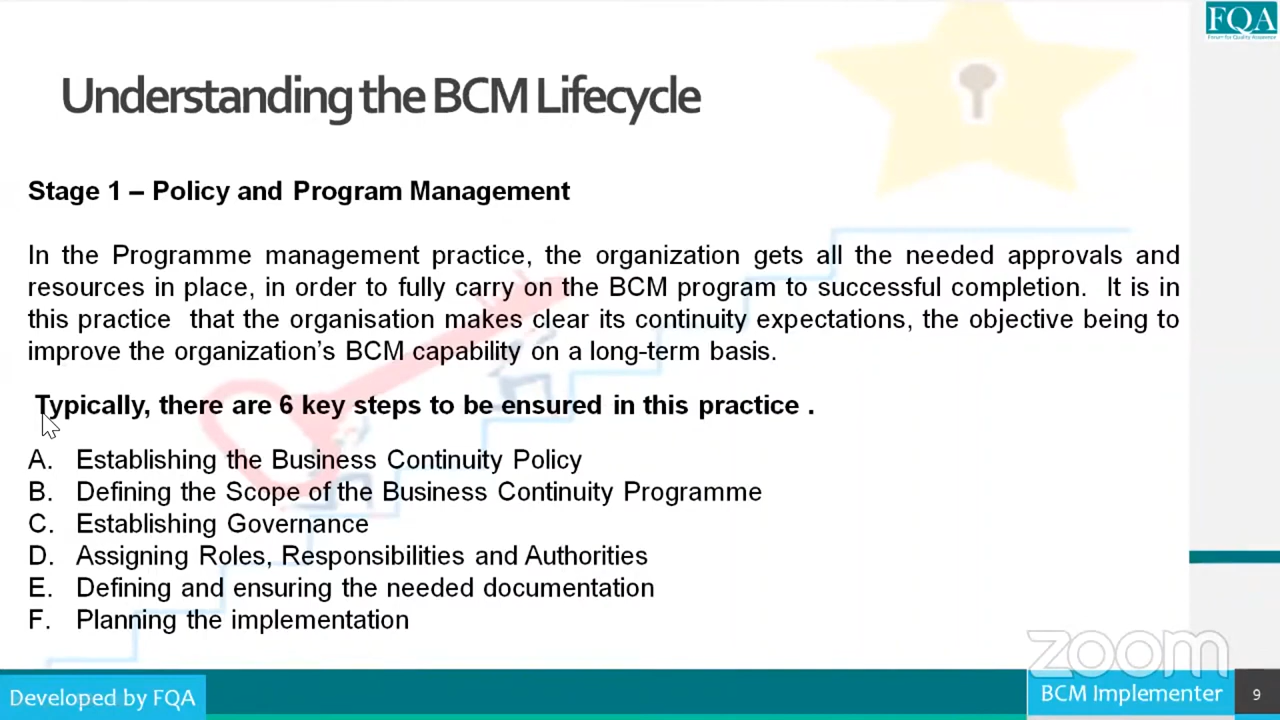 FQA
Forum for Quality Assurance
Understanding the BCM Lifecycle
Stage 1 – Policy and Program Management
In the Programme management practice, the organization gets all the needed approvals and
resources in place, in order to fully carry on the BCM program to successful completion. It is in
this practice that the organisation makes clear its continuity expectations, the objective being to
improve the organization's BCM capability on a long-term basis.
Typically, there are 6 key steps to be ensured in this practice .
A. Establishing the Business Continuity Policy
B. Defining the Scope of the Business Continuity Programme
C. Establishing Governance
D. Assigning Roles, Responsibilities and Authorities
E. Defining and ensuring the needed documentation
F. Planning the implementation
zoom
Developed by FQA
BCM Implementer
9